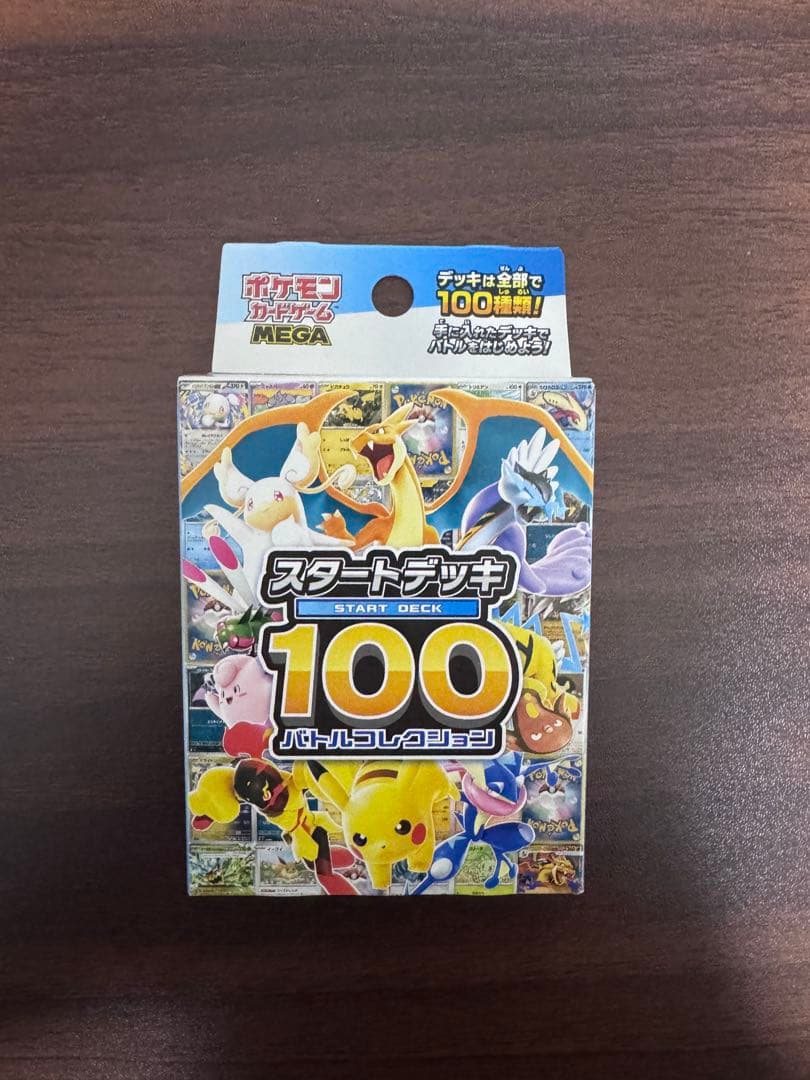 ポケモン
カードゲーム
MEGA
デッキは全部で
100種類!
手に入れたデッキで
バトルをはじめよう!
スタートデッキ
START DECK
100
バトルコレクション